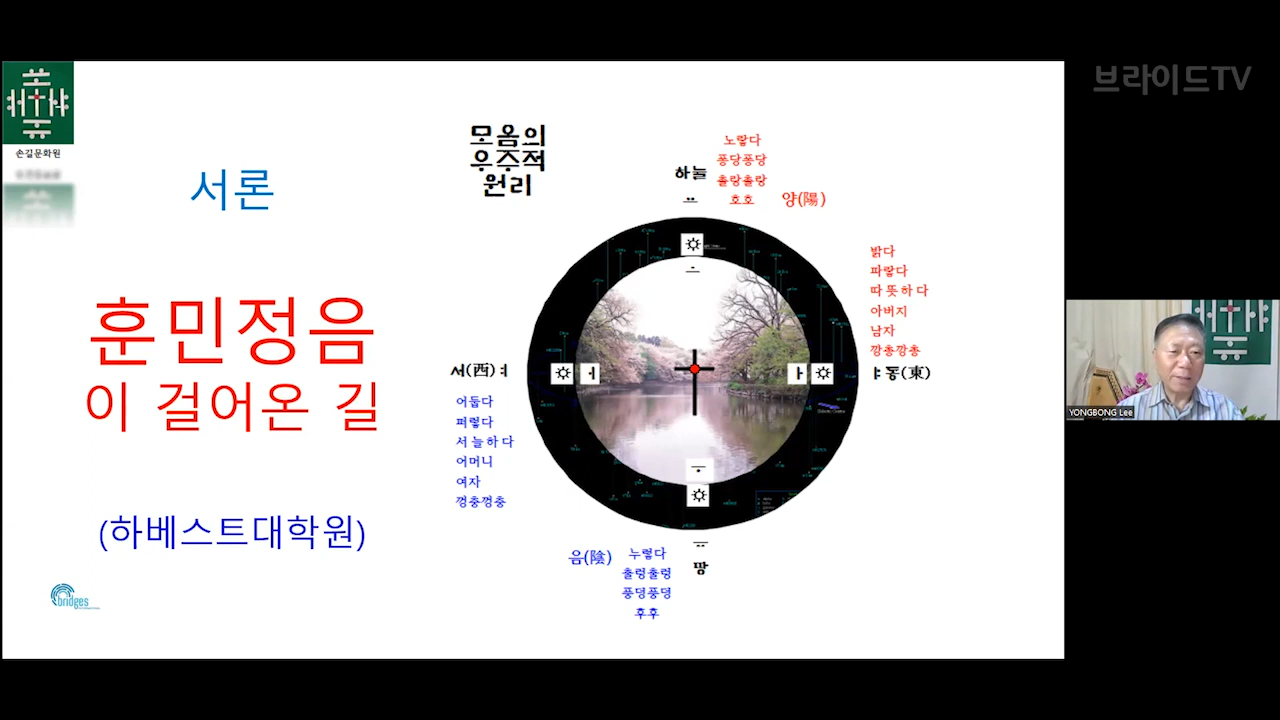 브라이드TV
손길문화원
서론
훈민정음
이 걸어온 길
(하베스트대학원)
bridges
모음의
우주적
원리
하늘
ㅛ
노랗다
퐁당퐁당
촐랑촐랑
호호
양(陽)
ㅗ
밝다
파랗다
따뜻하다
아버지
남자
깡총깡총
서(西)ㅕ
ㅓ
ㅏ
ㅑ동(東)
어둡다
퍼렇다
서늘하다
어머니
여자
껑충껑충
ㅜ
ㅠ
땅
음(陰)
누렇다
출렁출렁
풍덩풍덩
후후
YONGBONG Lee